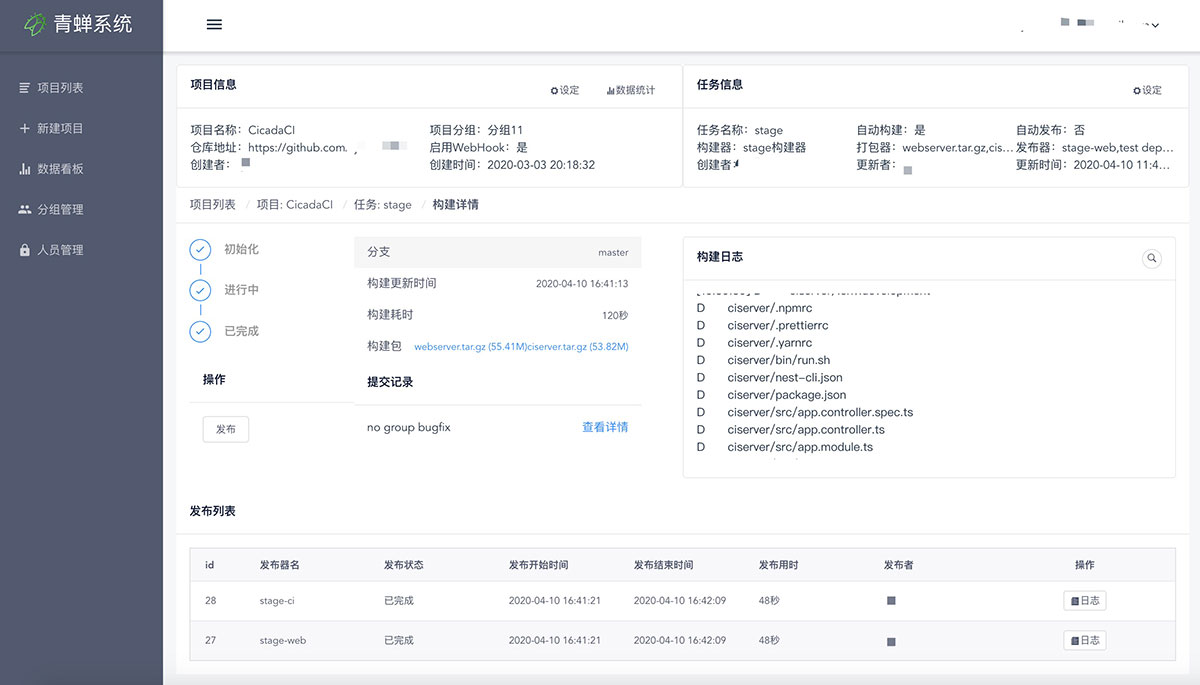 青蝉系统
项目列表
新建项目
数据看板
分组管理
人员管理
项目信息
设定 数据统计
项目名称：CicadaCI 项目分组：分组11
仓库地址：https://github.com. 启用WebHook：是
创建者： 创建时间：2020-03-03 20:18:32
任务信息
设定
任务名称：stage 自动构建：是 自动发布：否
构建器：stage构建器 打包器：webserver.tar.gz,cis... 发布器：stage-web,test dep...
创建者 更新者： 更新时间：2020-04-10 11:4...
项目列表 / 项目: CicadaCI / 任务: stage / 构建详情
初始化
进行中
已完成
操作
发布
分支 master
构建更新时间 2020-04-10 16:41:13
构建耗时 120秒
构建包 webserver.tar.gz (55.41M)ciserver.tar.gz (53.82M)
提交记录
no group bugfix 查看详情
构建日志
D ciserver/.npmrc
D ciserver/.prettierrc
D ciserver/.yarnrc
D ciserver/bin/run.sh
D ciserver/nest-cli.json
D ciserver/package.json
D ciserver/src/app.controller.spec.ts
D ciserver/src/app.controller.ts
D ciserver/src/app.module.ts
发布列表
id 发布器名 发布状态 发布开始时间 发布结束时间 发布用时 发布者 操作
28 stage-ci 已完成 2020-04-10 16:41:21 2020-04-10 16:42:09 48秒 日志
27 stage-web 已完成 2020-04-10 16:41:21 2020-04-10 16:42:09 48秒 日志